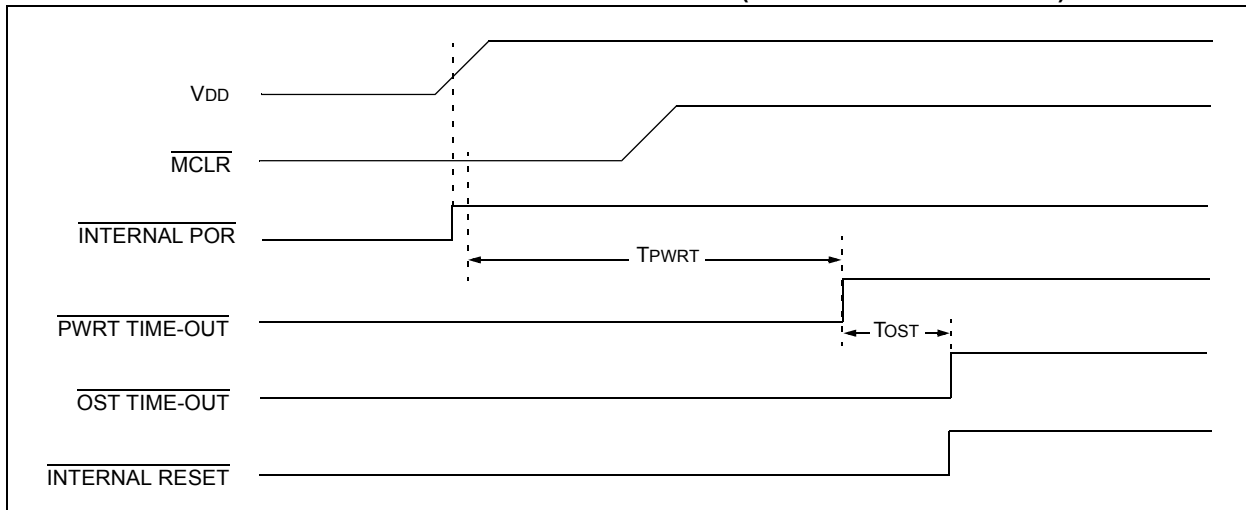 VDD
MCLR
INTERNAL POR
TPWRT
PWRT TIME-OUT
TOST
OST TIME-OUT
INTERNAL RESET